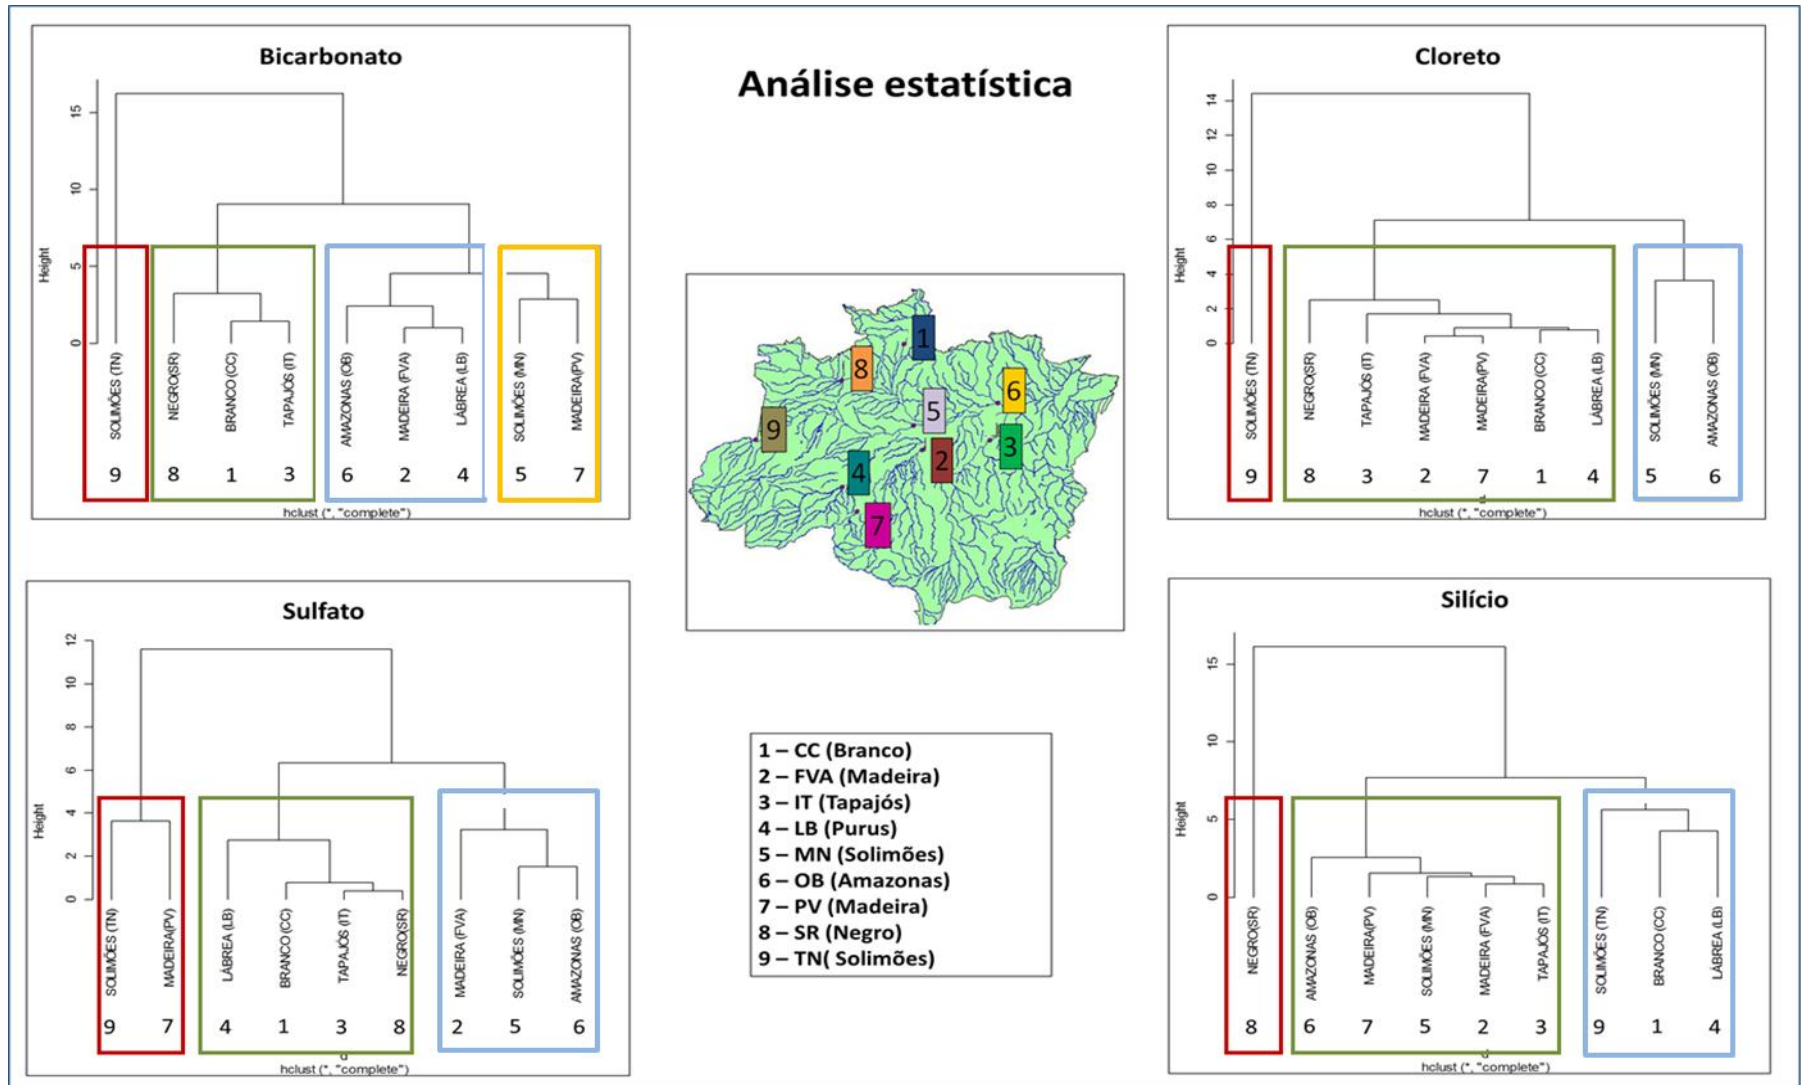 Análise estatística
Bicarbonato
15
10
5
0
Height
SOLIMÕES (TN)
NEGRO(SR)
BRANCO (CC)
TAPAJÓS (IT)
AMAZONAS (OB)
MADEIRA (FVA)
LÁBREA (LB)
SOLIMÕES (MN)
MADEIRA(PV)
9 8 1 3 6 2 4 5 7
hclust (*, "complete")
Cloreto
14
12
10
8
6
4
2
0
Height
SOLIMÕES (TN)
NEGRO(SR)
TAPAJÓS (IT)
MADEIRA (FVA)
MADEIRA(PV)
BRANCO (CC)
LÁBREA (LB)
SOLIMÕES (MN)
AMAZONAS (OB)
9 8 3 2 7 1 4 5 6
hclust (*, "complete")
1
8
6
5
9
3
2
4
7
Sulfato
12
10
8
6
4
2
0
Height
SOLIMÕES (TN)
MADEIRA(PV)
LÁBREA (LB)
BRANCO (CC)
TAPAJÓS (IT)
NEGRO(SR)
MADEIRA (FVA)
SOLIMÕES (MN)
AMAZONAS (OB)
9 7 4 1 3 8 2 5 6
hclust (*, "complete")
1 – CC (Branco)
2 – FVA (Madeira)
3 – IT (Tapajós)
4 – LB (Purus)
5 – MN (Solimões)
6 – OB (Amazonas)
7 – PV (Madeira)
8 – SR (Negro)
9 – TN( Solimões)
Silício
15
10
5
0
Height
NEGRO(SR)
AMAZONAS (OB)
MADEIRA(PV)
SOLIMÕES (MN)
MADEIRA (FVA)
TAPAJÓS (IT)
SOLIMÕES (TN)
BRANCO (CC)
LÁBREA (LB)
8 6 7 5 2 3 9 1 4
hclust (*, "complete")